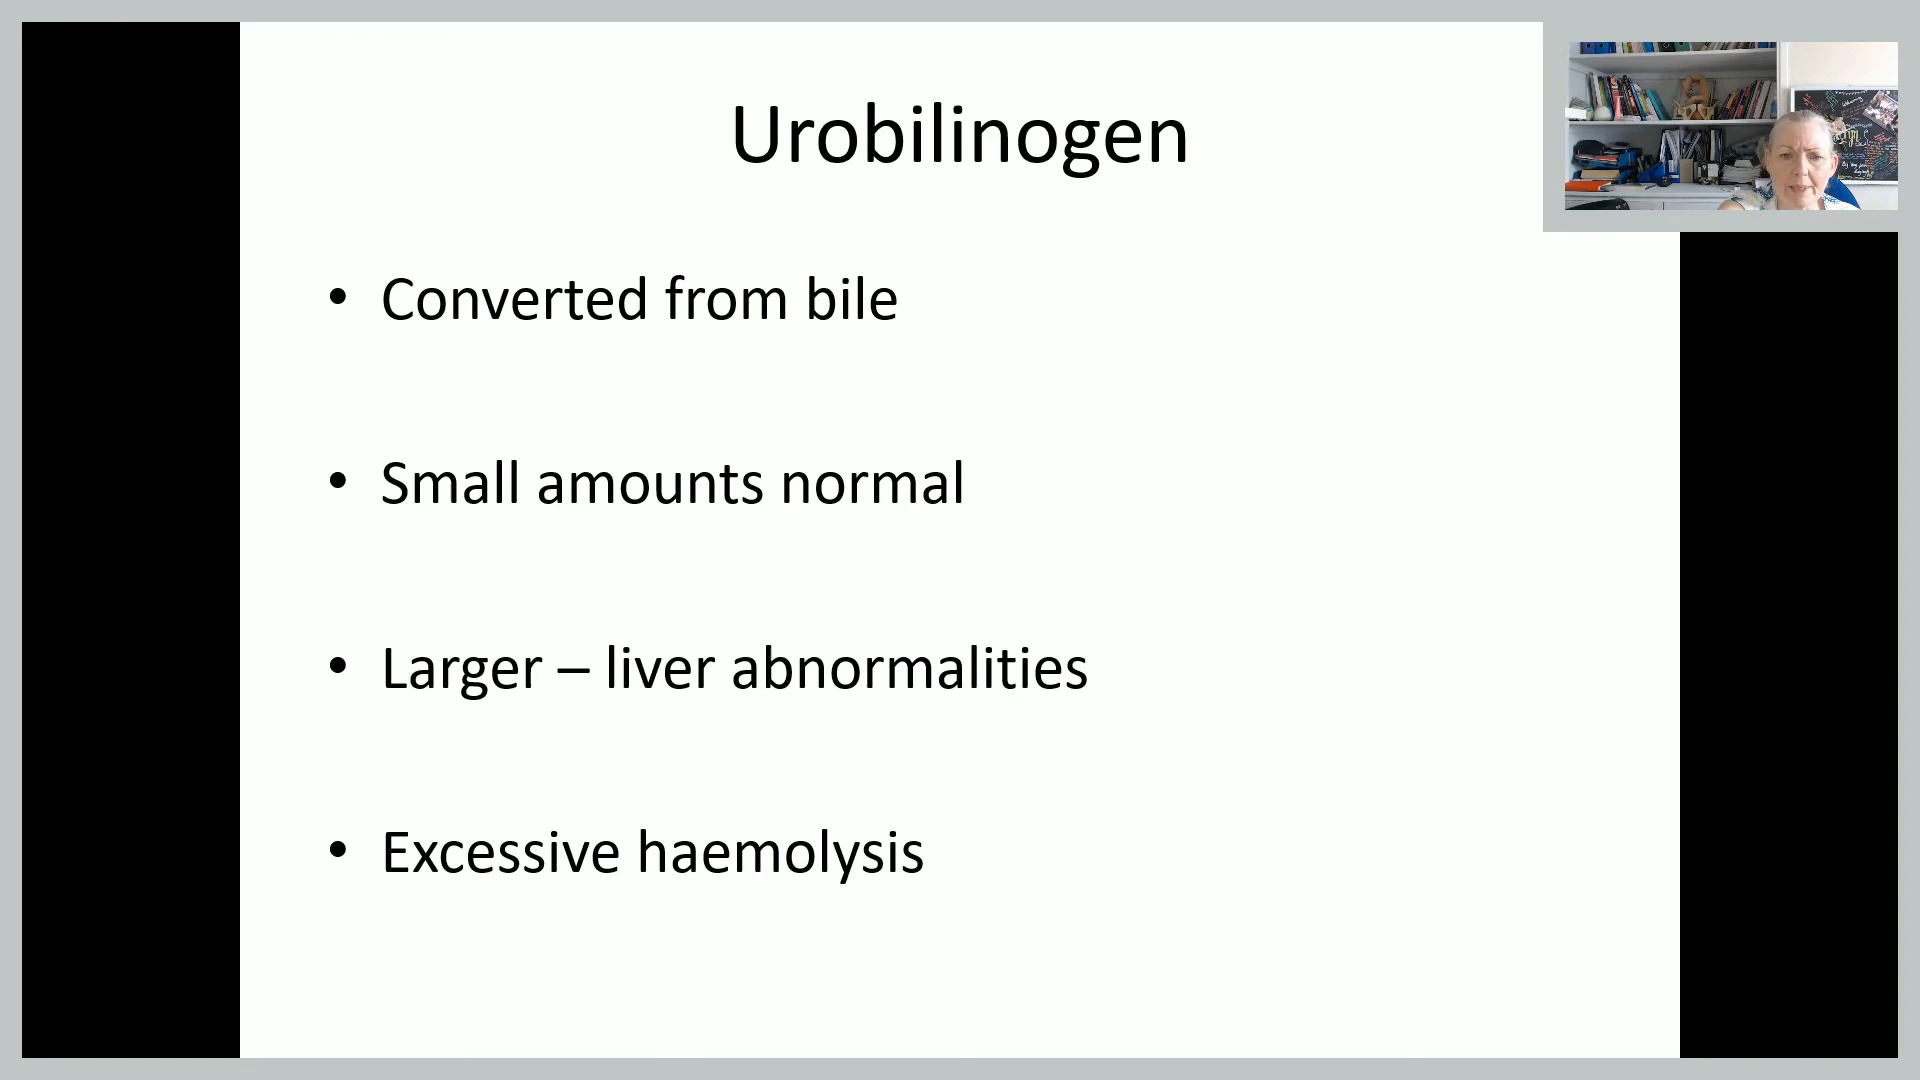 Urobilinogen
• Converted from bile
• Small amounts normal
• Larger – liver abnormalities
• Excessive haemolysis